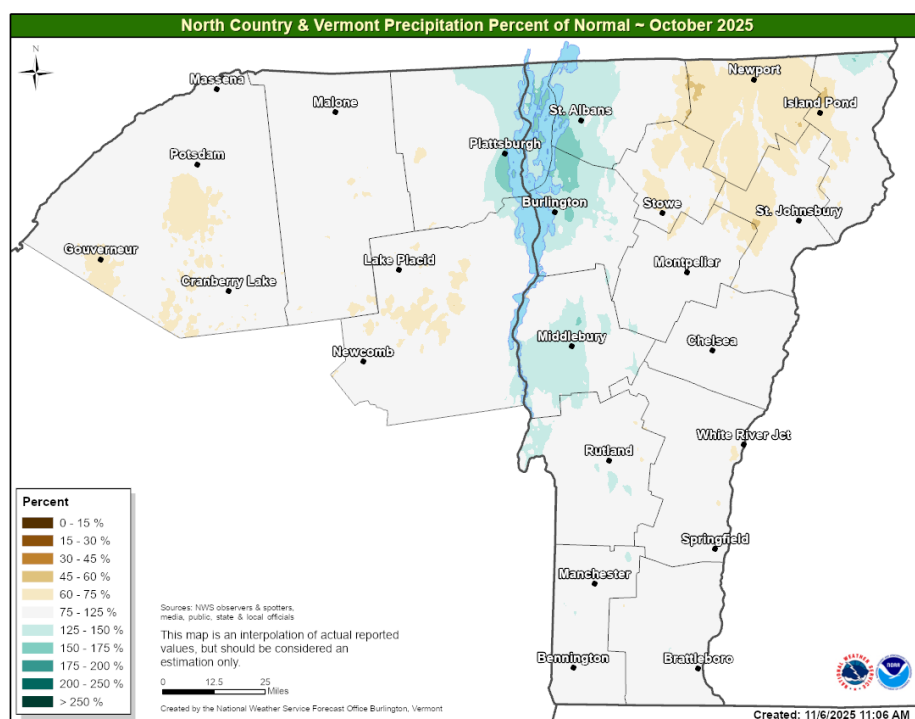 North Country & Vermont Precipitation Percent of Normal ~ October 2025
N
Massena
Malone
Newport
Island Pond
St. Albans
Plattsburgh
Potsdam
Burlington
Stowe
St. Johnsbury
Gouverneur
Lake Placid
Montpelier
Cranberry Lake
Middlebury
Chelsea
Newcomb
White River Jct
Rutland
Springfield
Manchester
Bennington
Brattleboro
Percent
0 - 15 %
15 - 30 %
30 - 45 %
45 - 60 %
60 - 75 %
75 - 125 %
125 - 150 %
150 - 175 %
175 - 200 %
200 - 250 %
> 250 %
Sources: NWS observers & spotters,
media, public, state & local officials
This map is an interpolation of actual reported
values, but should be considered an
estimation only.
0 12.5 25
Miles
Created by the National Weather Service Forecast Office Burlington, Vermont
NATIONAL WEATHER SERVICE
NOAA
Created: 11/6/2025 11:06 AM